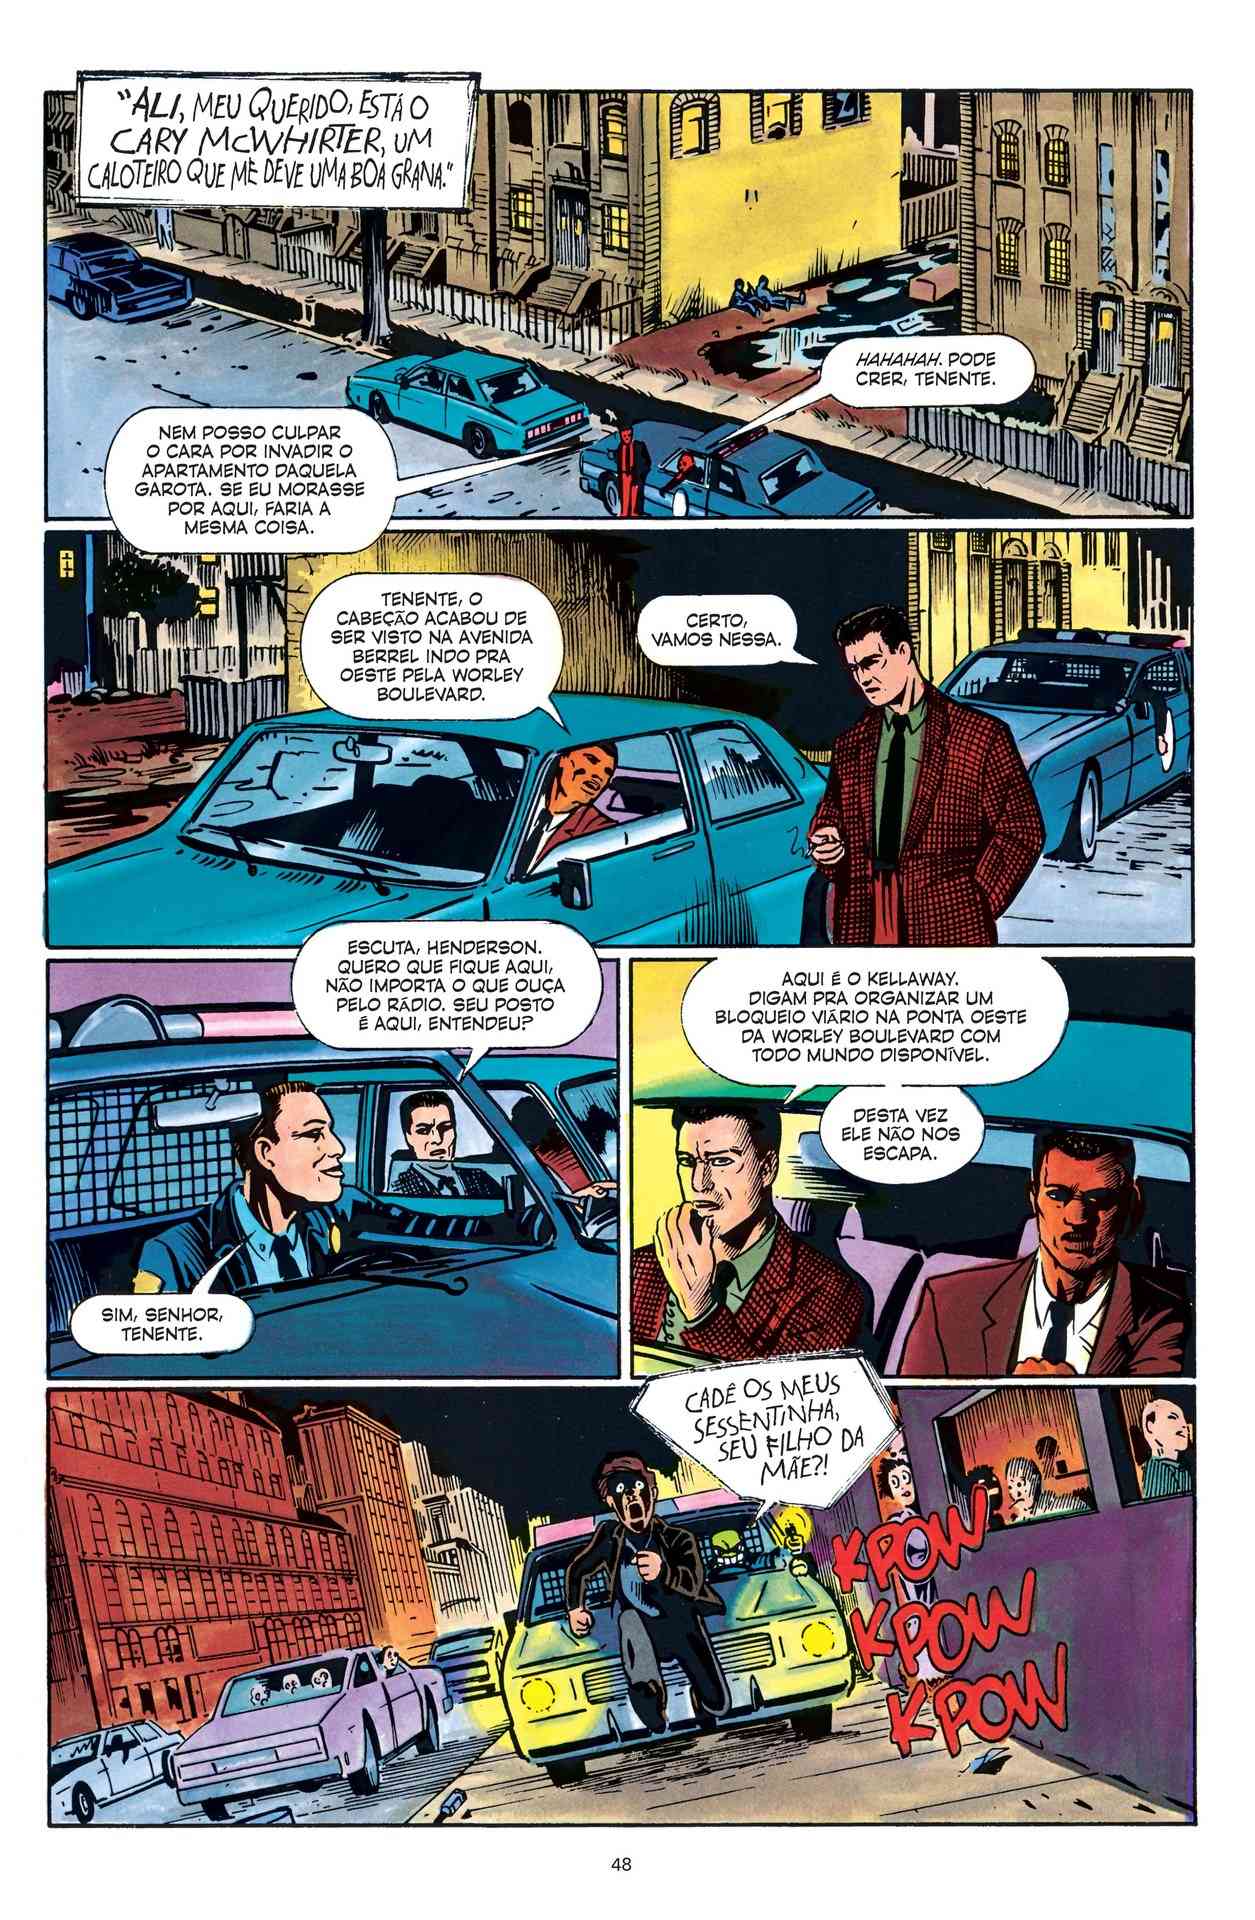 "ALI, MEU QUERIDO, ESTÁ O
CARY MCWHIRTER, UM
CALOTEIRO QUE ME DEVE UMA BOA GRANA."
HAHAHAH. PODE
CRER, TENENTE.
NEM POSSO CULPAR
O CARA POR INVADIR O
APARTAMENTO DAQUELA
GAROTA. SE EU MORASSE
POR AQUI, FARIA A
MESMA COISA.
TENENTE, O
CABEÇÃO ACABOU DE
SER VISTO NA AVENIDA
BERREL INDO PRA
OESTE PELA WORLEY
BOULEVARD.
CERTO,
VAMOS NESSA.
ESCUTA, HENDERSON.
QUERO QUE FIQUE AQUI,
NÃO IMPORTA O QUE OUÇA
PELO RÁDIO. SEU POSTO
É AQUI, ENTENDEU?
SIM, SENHOR,
TENENTE.
AQUI É O KELLAWAY.
DIGAM PRA ORGANIZAR UM
BLOQUEIO VIÁRIO NA PONTA OESTE
DA WORLEY BOULEVARD COM
TODO MUNDO DISPONÍVEL.
DESTA VEZ
ELE NÃO NOS
ESCAPA.
CADÊ OS MEUS
SESSENTINHA,
SEU FILHO DA
MÃE?!
KPOW
KPOW
KPOW
48